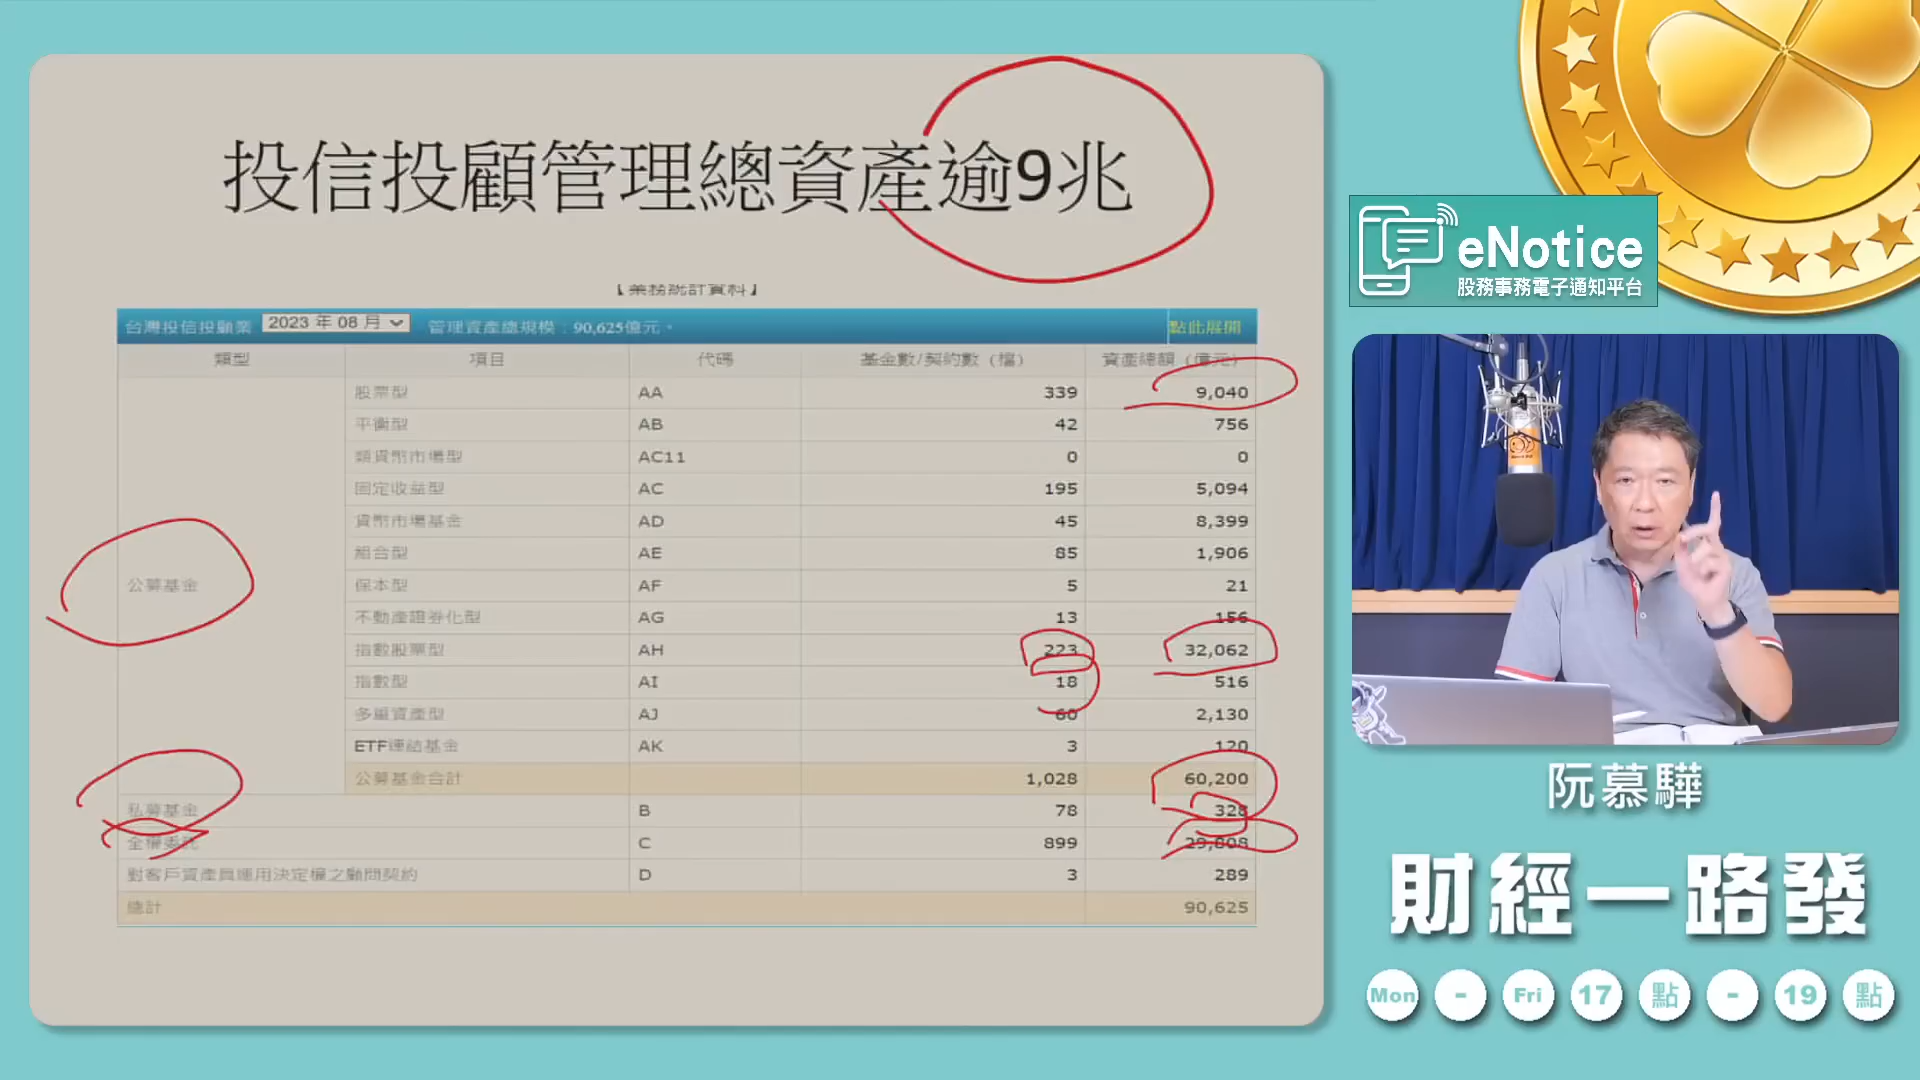 投信投顧管理總資產逾9兆
【業務統計資料】
台灣投信投顧業 2023 年 08 月 管理資產總規模：90,625億元。 點此展開
類型 項目 代碼 基金數/契約數（檔） 資產總額（億元）
股票型 AA 339 9,040
平衡型 AB 42 756
類貨幣市場型 AC11 0 0
固定收益型 AC 195 5,094
貨幣市場基金 AD 45 8,399
組合型 AE 85 1,906
公募基金 保本型 AF 5 21
不動產證券化型 AG 13 156
指數股票型 AH 223 32,062
指數型 AI 18 516
多重資產型 AJ 60 2,130
ETF連結基金 AK 3 120
公募基金合計 1,028 60,200
私募基金 B 78 328
全權委託 C 899 29,808
對客戶資產具運用決定權之顧問契約 D 3 289
總計 90,625
eNotice
股務事務電子通知平台
阮慕驊
財經一路發
Mon - Fri 17 點 - 19 點